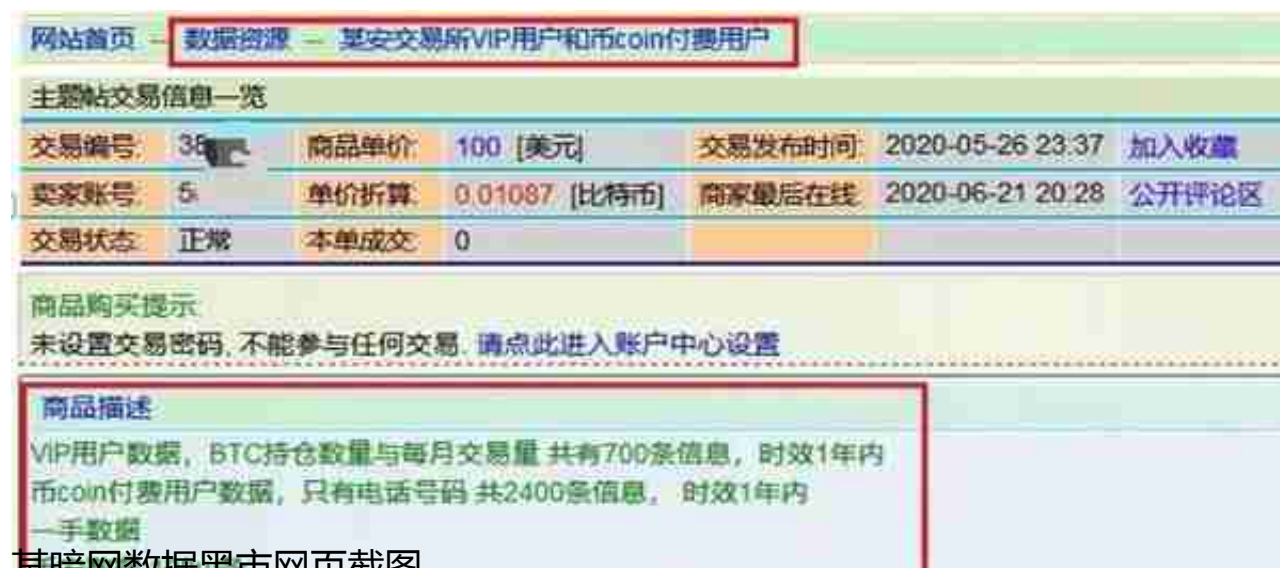 网站首页 – 数据资源 – 某安交易所VIP用户和币coin付费用户
主题帖交易信息一览
交易编号: 38 商品单价: 100 [美元] 交易发布时间: 2020-05-26 23:37 加入收藏
卖家账号: 5 单价折算: 0.01087 [比特币] 商家最后在线: 2020-06-21 20:28 公开评论区
交易状态: 正常 本单成交: 0
商品购买提示:
未设置交易密码, 不能参与任何交易. 请点此进入账户中心设置
商品描述
VIP用户数据，BTC持仓数量与每月交易量 共有700条信息，时效1年内
币coin付费用户数据，只有电话号码 共2400条信息， 时效1年内
一手数据
某暗网数据黑市网页截图